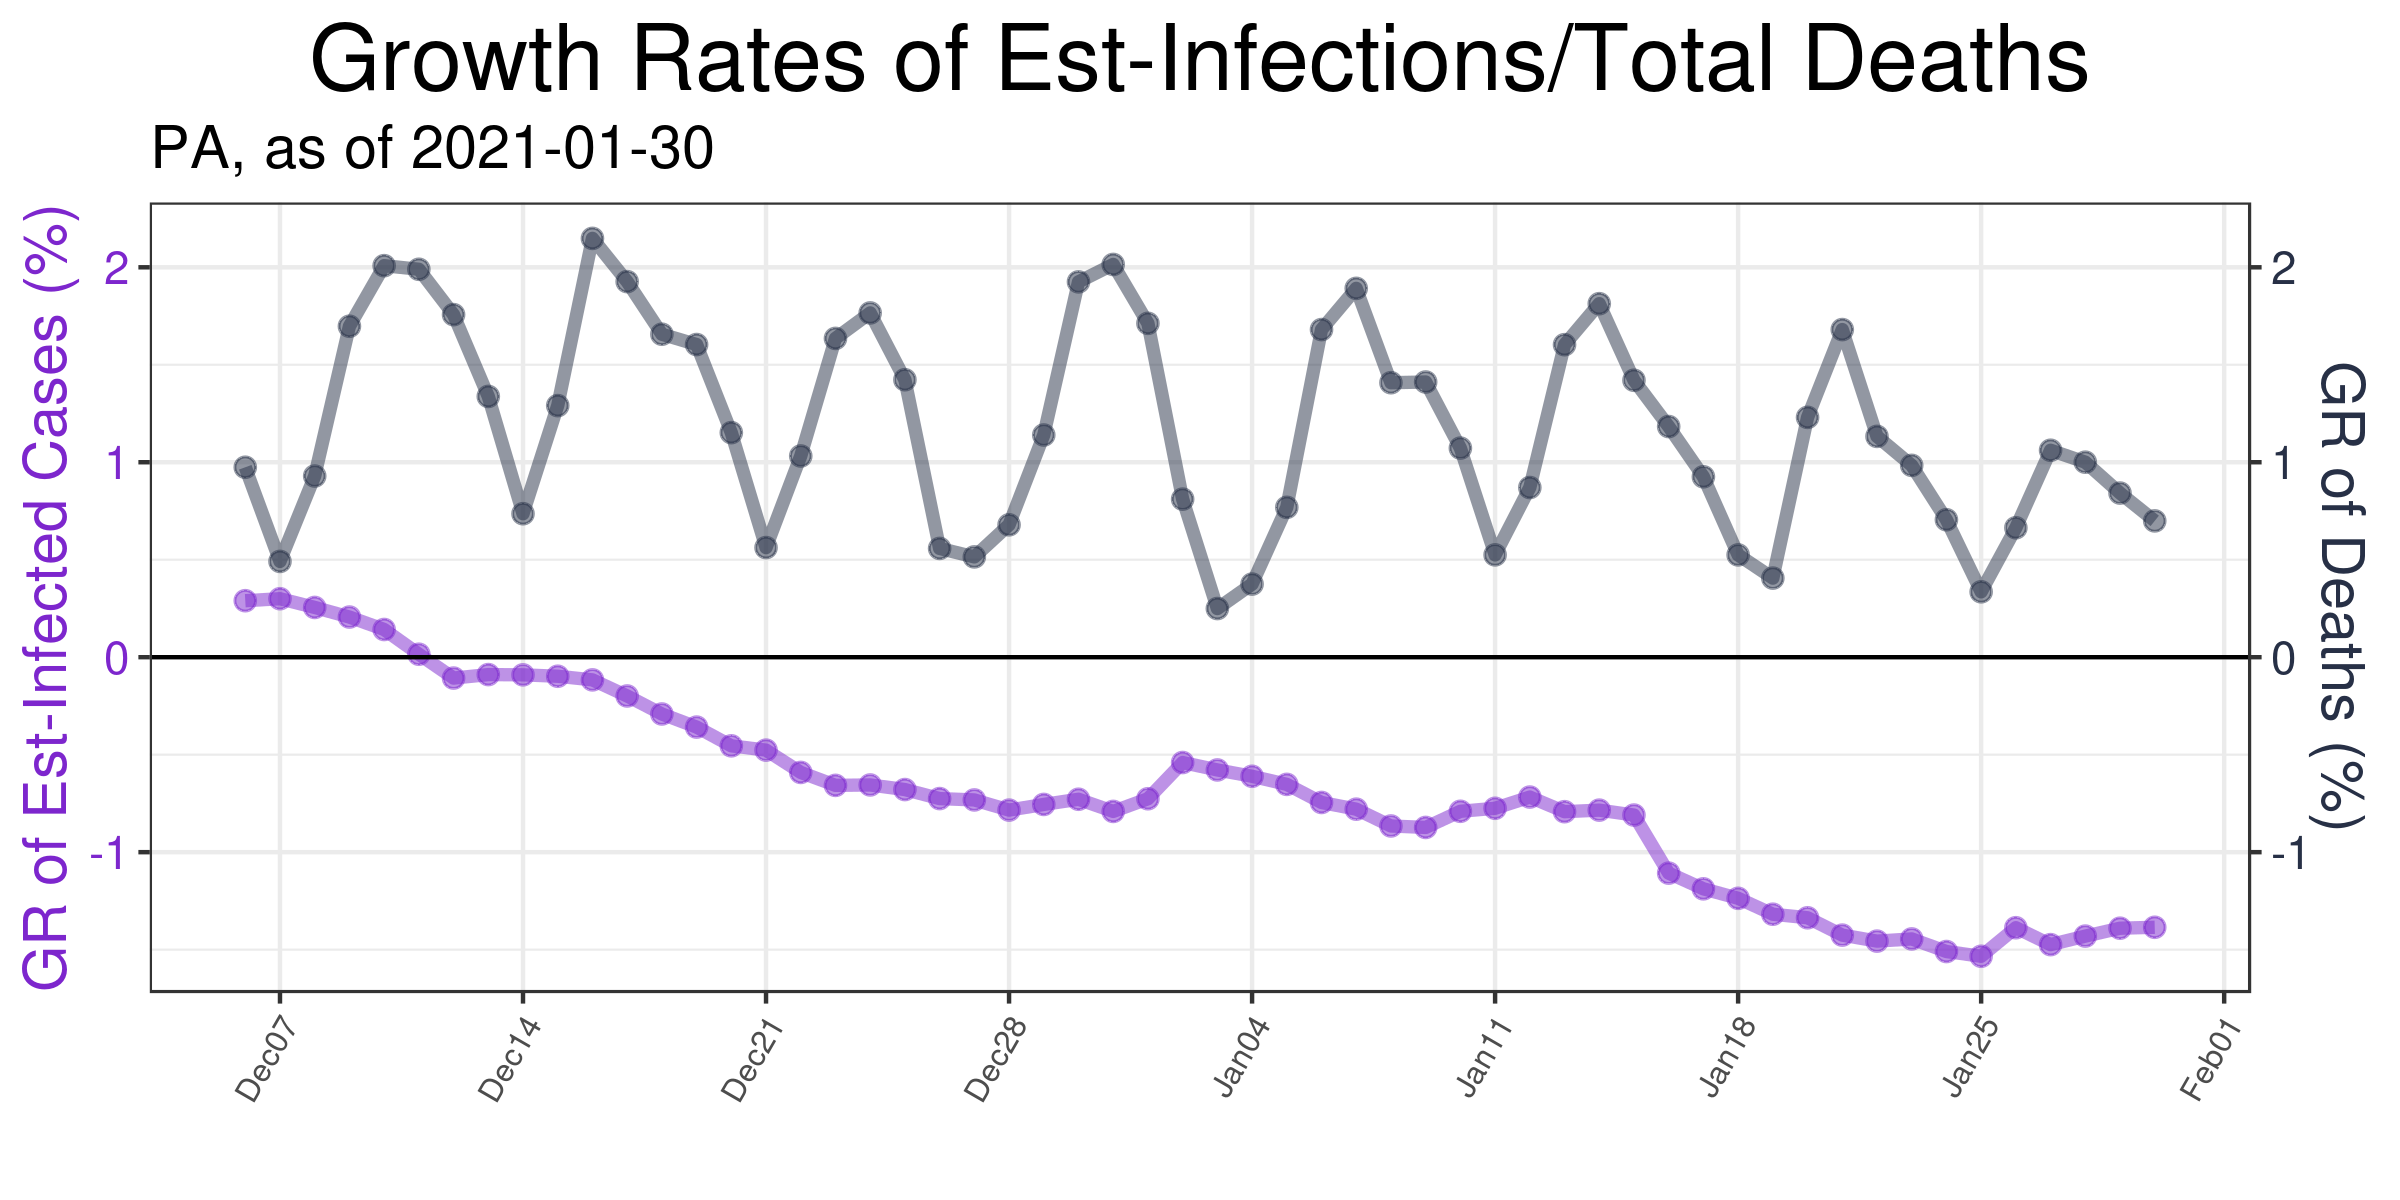 Growth Rates of Est-Infections/Total Deaths
PA, as of 2021-01-30
GR of Est-Infected Cases (%)
2
1
0
-1
2
1
0
-1
GR of Deaths (%)
Dec07
Dec14
Dec21
Dec28
Jan04
Jan11
Jan18
Jan25
Feb01